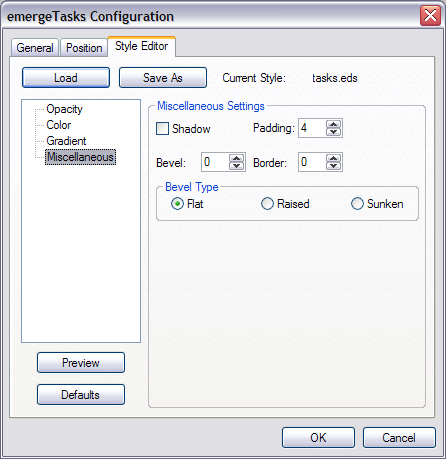 emergeTasks Configuration
General Position Style Editor
Load Save As Current Style: tasks.eds
Opacity
Color
Gradient
Miscellaneous
Miscellaneous Settings
Shadow Padding: 4
Bevel: 0 Border: 0
Bevel Type
Flat Raised Sunken
Preview
Defaults
OK Cancel